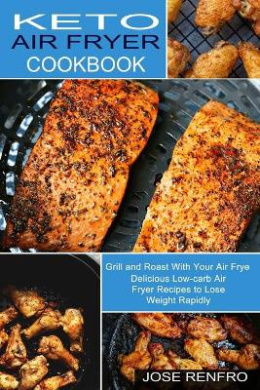 KETO
AIR FRYER
COOKBOOK
Grill and Roast With Your Air Frye
Delicious Low-carb Air
Fryer Recipes to Lose
Weight Rapidly
JOSE RENFRO